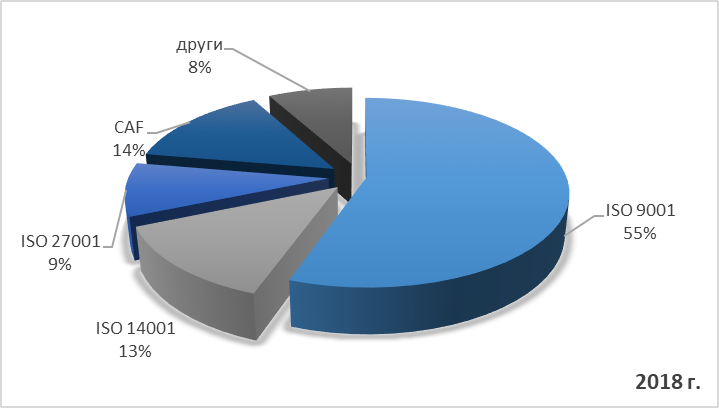 други
8%
CAF
14%
ISO 9001
55%
ISO 27001
9%
ISO 14001
13%
2018 г.